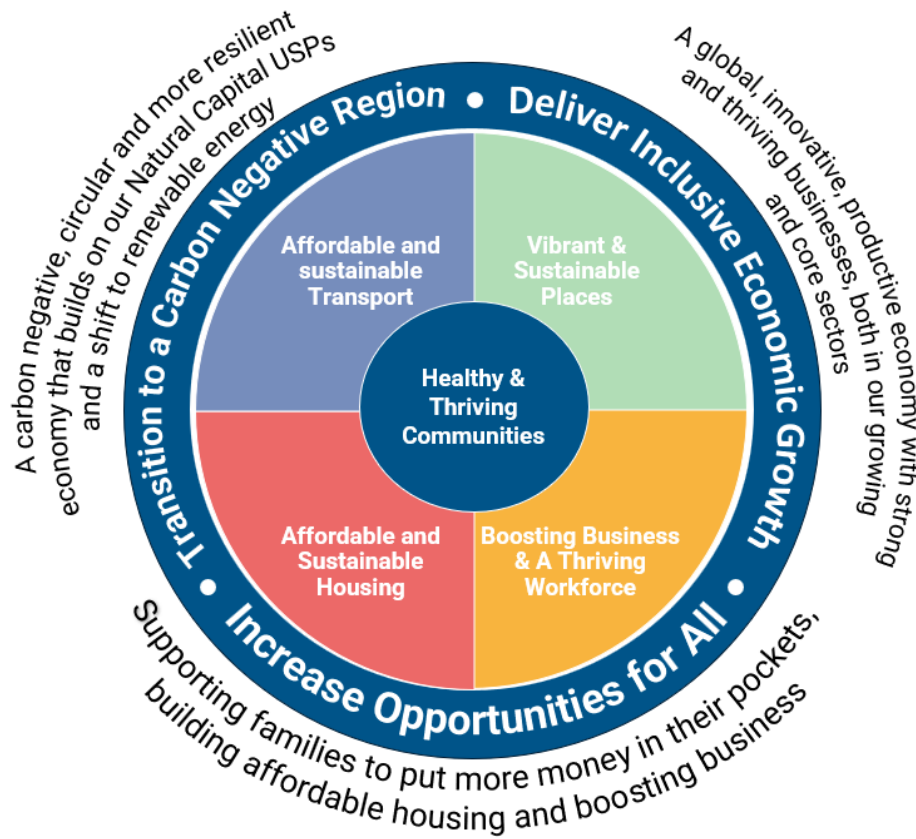 A carbon negative, circular and more resilient
economy that builds on our Natural Capital USPs
and a shift to renewable energy
A global, innovative, productive economy with strong
and thriving businesses, both in our growing
and core sectors
Transition to a Carbon Negative Region • Deliver Inclusive Economic Growth •
Affordable and
sustainable
Transport
Vibrant &
Sustainable
Places
Healthy &
Thriving
Communities
Affordable and
Sustainable
Housing
Boosting Business
& A Thriving
Workforce
• Increase Opportunities for All
Supporting families to put more money in their pockets,
building affordable housing and boosting business